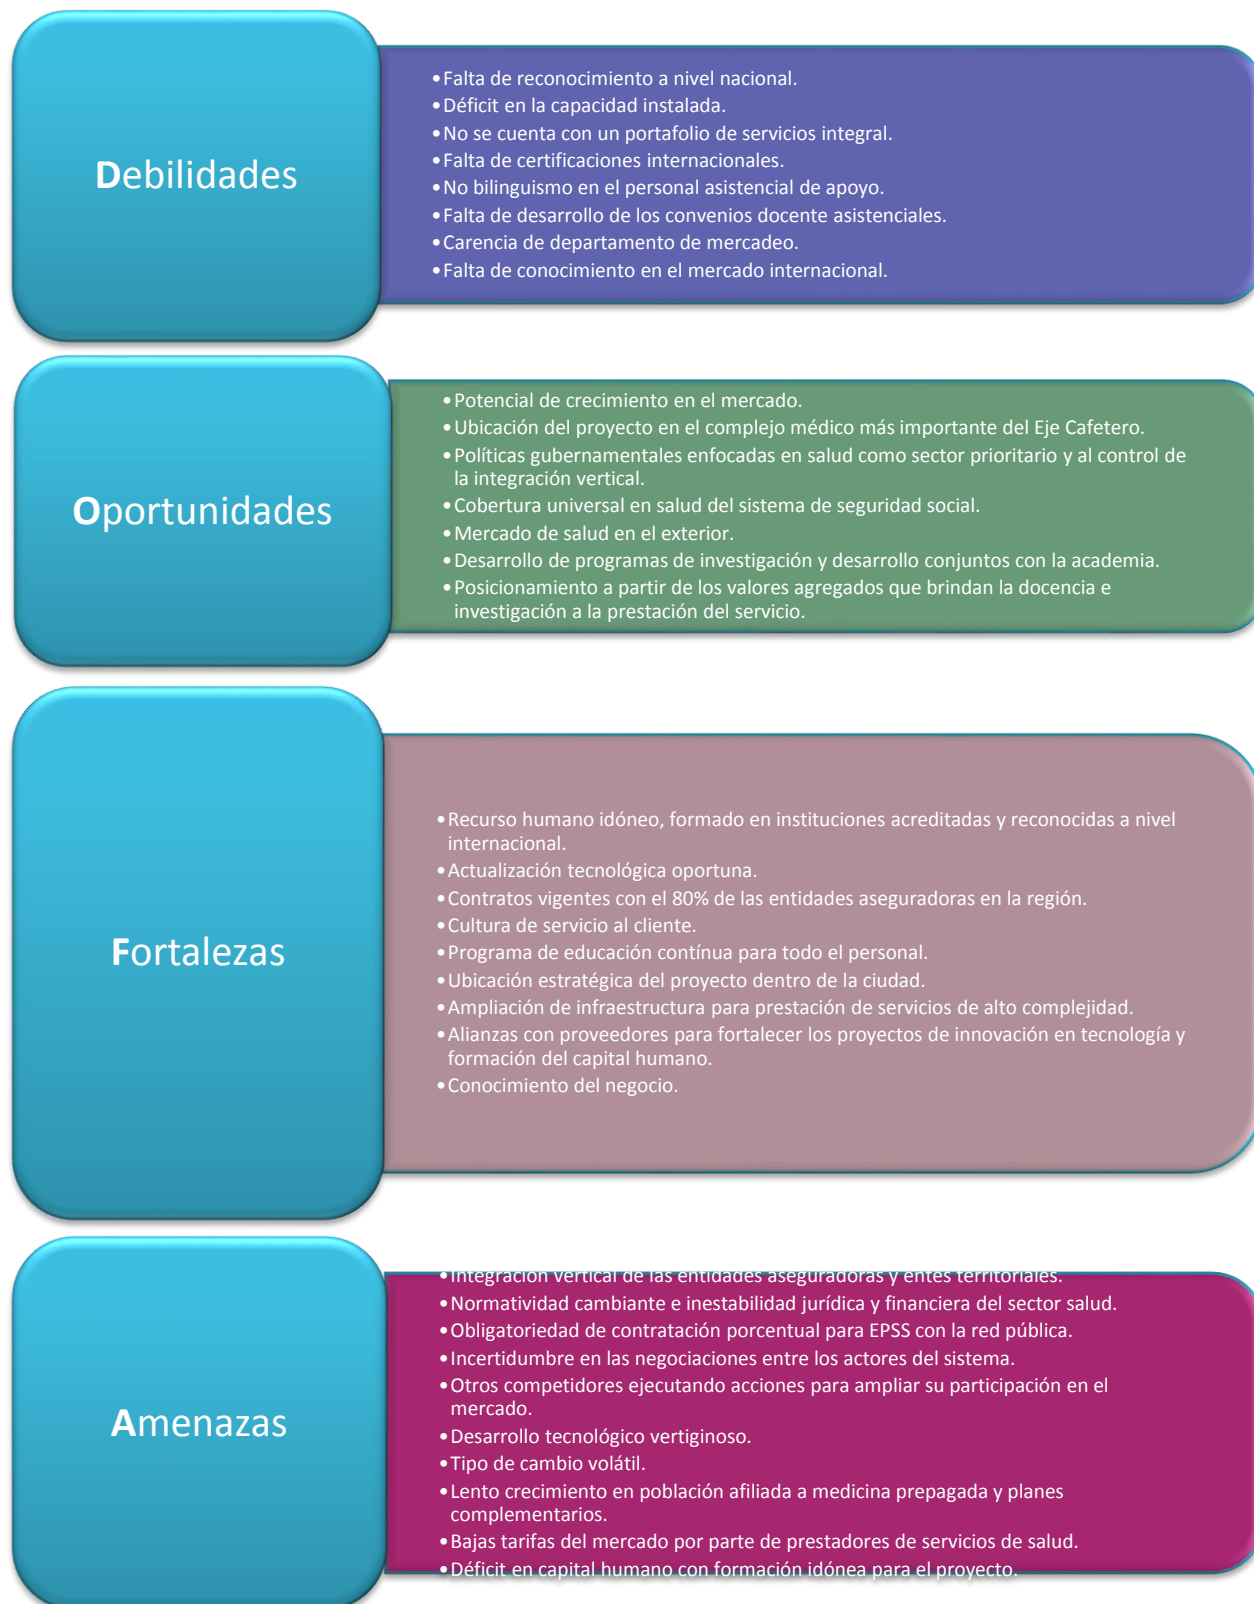 Debilidades
•Falta de reconocimiento a nivel nacional.
•Déficit en la capacidad instalada.
•No se cuenta con un portafolio de servicios integral.
•Falta de certificaciones internacionales.
•No bilinguismo en el personal asistencial de apoyo.
•Falta de desarrollo de los convenios docente asistenciales.
•Carencia de departamento de mercadeo.
•Falta de conocimiento en el mercado internacional.
Oportunidades
•Potencial de crecimiento en el mercado.
•Ubicación del proyecto en el complejo médico más importante del Eje Cafetero.
•Políticas gubernamentales enfocadas en salud como sector prioritario y al control de
la integración vertical.
•Cobertura universal en salud del sistema de seguridad social.
•Mercado de salud en el exterior.
•Desarrollo de programas de investigación y desarrollo conjuntos con la academia.
•Posicionamiento a partir de los valores agregados que brindan la docencia e
investigación a la prestación del servicio.
Fortalezas
•Recurso humano idóneo, formado en instituciones acreditadas y reconocidas a nivel
internacional.
•Actualización tecnológica oportuna.
•Contratos vigentes con el 80% de las entidades aseguradoras en la región.
•Cultura de servicio al cliente.
•Programa de educación contínua para todo el personal.
•Ubicación estratégica del proyecto dentro de la ciudad.
•Ampliación de infraestructura para prestación de servicios de alto complejidad.
•Alianzas con proveedores para fortalecer los proyectos de innovación en tecnología y
formación del capital humano.
•Conocimiento del negocio.
Amenazas
•Integración vertical de las entidades aseguradoras y entes territoriales.
•Normatividad cambiante e inestabilidad jurídica y financiera del sector salud.
•Obligatoriedad de contratación porcentual para EPSS con la red pública.
•Incertidumbre en las negociaciones entre los actores del sistema.
•Otros competidores ejecutando acciones para ampliar su participación en el
mercado.
•Desarrollo tecnológico vertiginoso.
•Tipo de cambio volátil.
•Lento crecimiento en población afiliada a medicina prepagada y planes
complementarios.
•Bajas tarifas del mercado por parte de prestadores de servicios de salud.
•Déficit en capital humano con formación idónea para el proyecto.